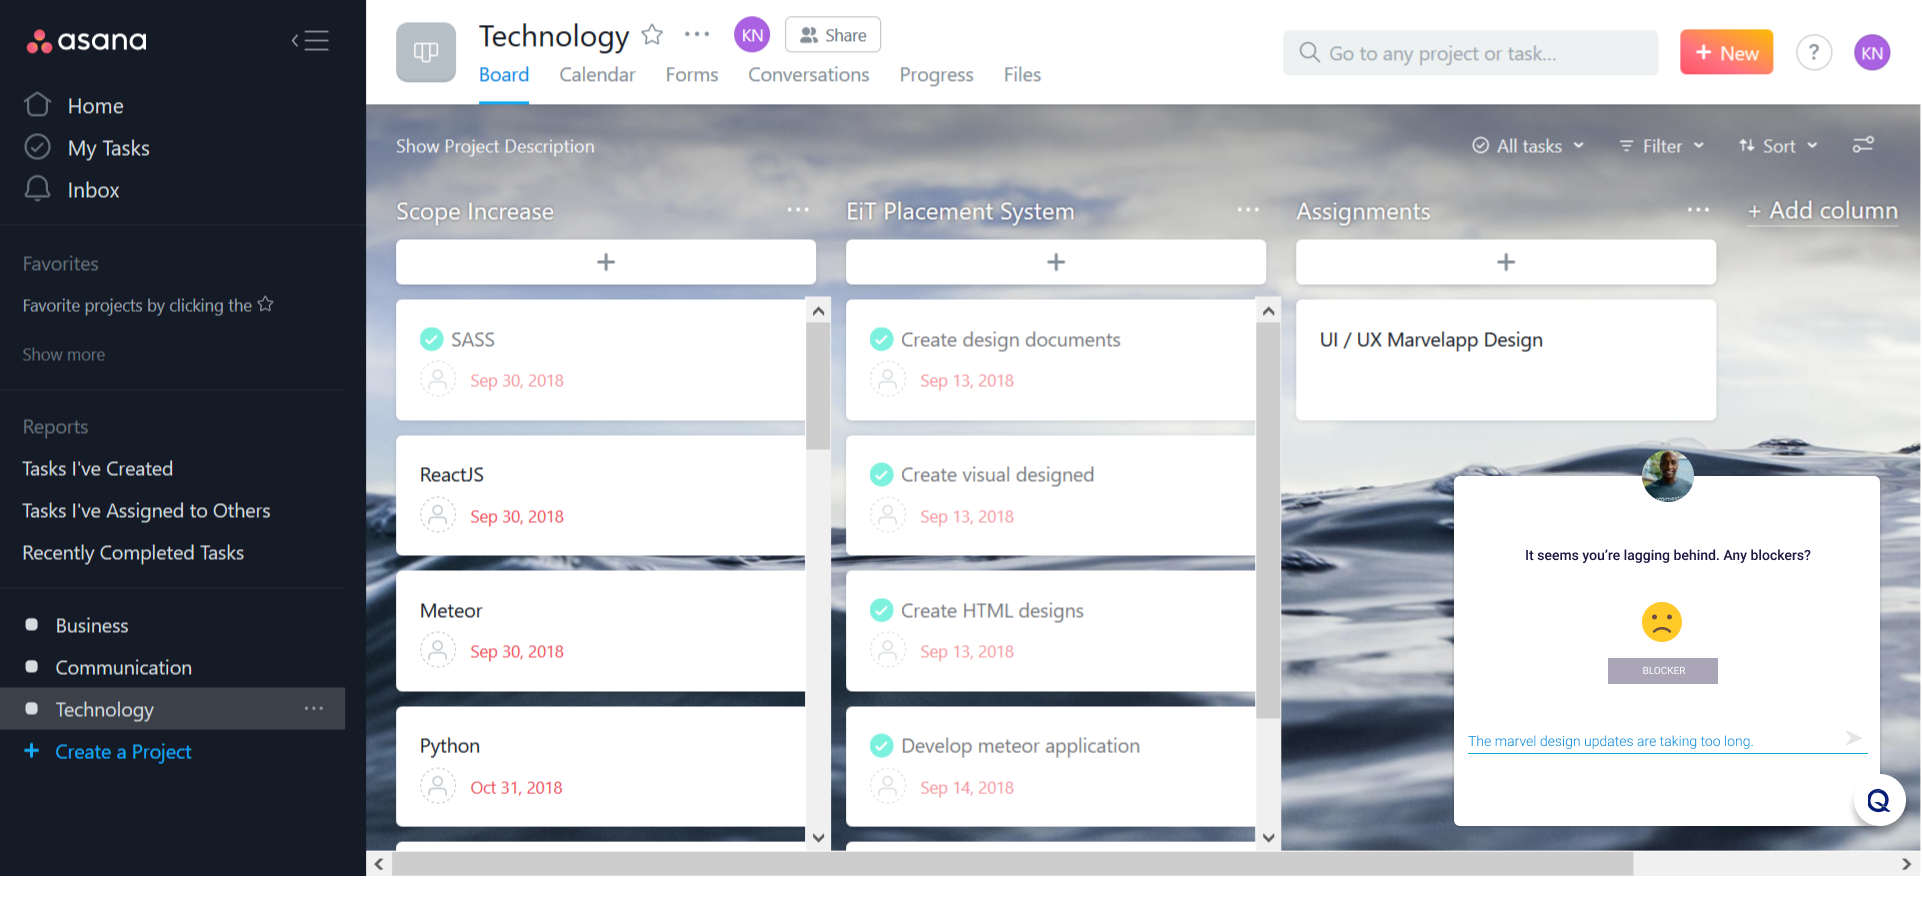 asana
Home
My Tasks
Inbox
Favorites
Favorite projects by clicking the
Show more
Reports
Tasks I've Created
Tasks I've Assigned to Others
Recently Completed Tasks
Business
Communication
Technology
...
+ Create a Project
Technology
...
KN
Share
Board
Calendar
Forms
Conversations
Progress
Files
Go to any project or task...
+ New
?
KN
Show Project Description
All tasks
Filter
Sort
Scope Increase
...
+
SASS
Sep 30, 2018
ReactJS
Sep 30, 2018
Meteor
Sep 30, 2018
Python
Oct 31, 2018
EiT Placement System
...
+
Create design documents
Sep 13, 2018
Create visual designed
Sep 13, 2018
Create HTML designs
Sep 13, 2018
Develop meteor application
Sep 14, 2018
Assignments
...
+
UI / UX Marvelapp Design
+ Add column
It seems you're lagging behind. Any blockers?
BLOCKER
The marvel design updates are taking too long.
Q